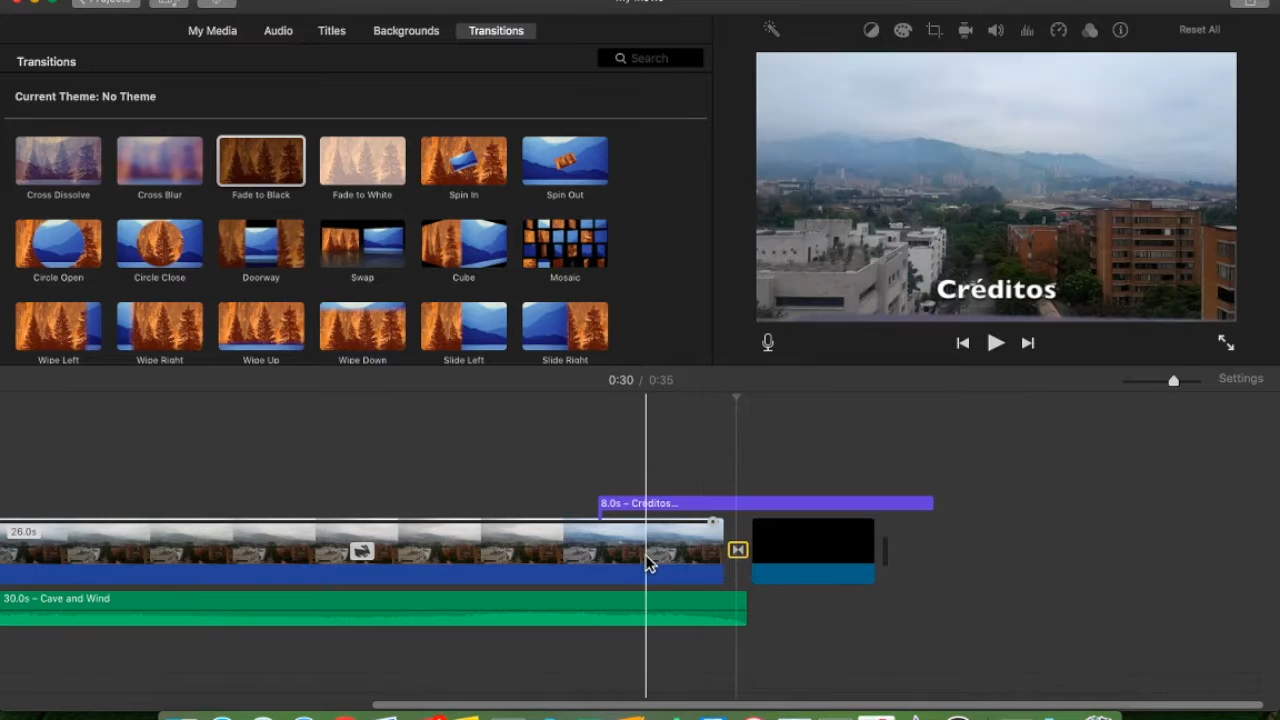 Projects
My Movie
My Media Audio Titles Backgrounds Transitions
Reset All
Transitions
Search
Current Theme: No Theme
Cross Dissolve Cross Blur Fade to Black Fade to White Spin In Spin Out
Circle Open Circle Close Doorway Swap Cube Mosaic
Wipe Left Wipe Right Wipe Up Wipe Down Slide Left Slide Right
Créditos
0:30 / 0:35
Settings
8.0s – Créditos...
26.0s
30.0s – Cave and Wind